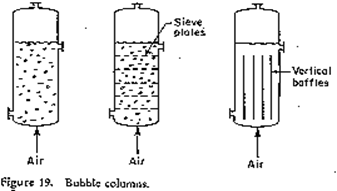 Sieve
plates
Vertical
baffles
Air
Air
Air
Figure 19. Bubble columns.